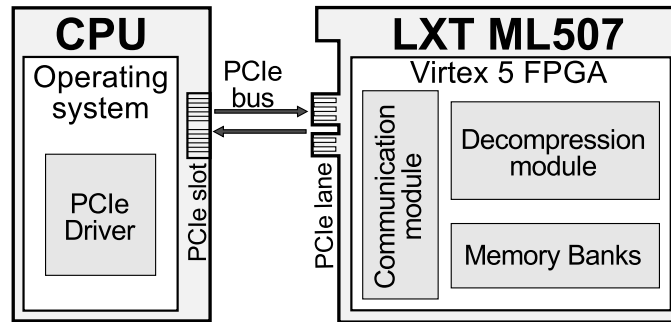 CPU
Operating
system
PCIe
Driver
PCIe slot
PCIe
bus
PCIe lane
LXT ML507
Virtex 5 FPGA
Communication
module
Decompression
module
Memory Banks